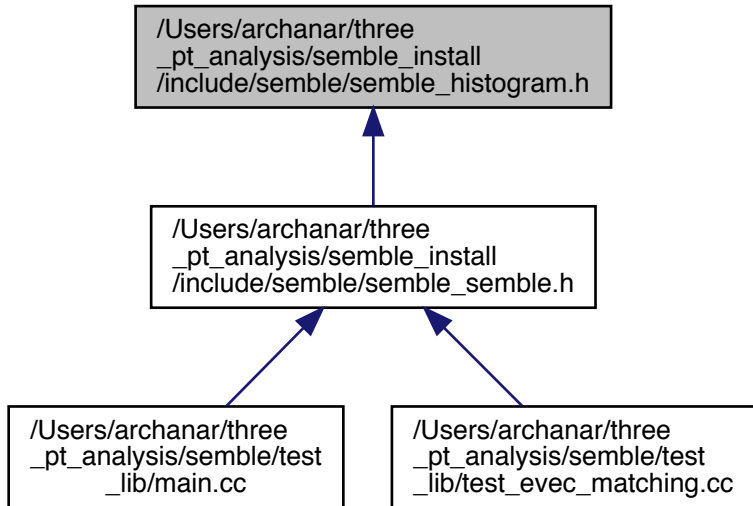 /Users/archanar/three
_pt_analysis/semble_install
/include/semble/semble_histogram.h
/Users/archanar/three
_pt_analysis/semble_install
/include/semble/semble_semble.h
/Users/archanar/three
_pt_analysis/semble/test
_lib/main.cc
/Users/archanar/three
_pt_analysis/semble/test
_lib/test_evec_matching.cc